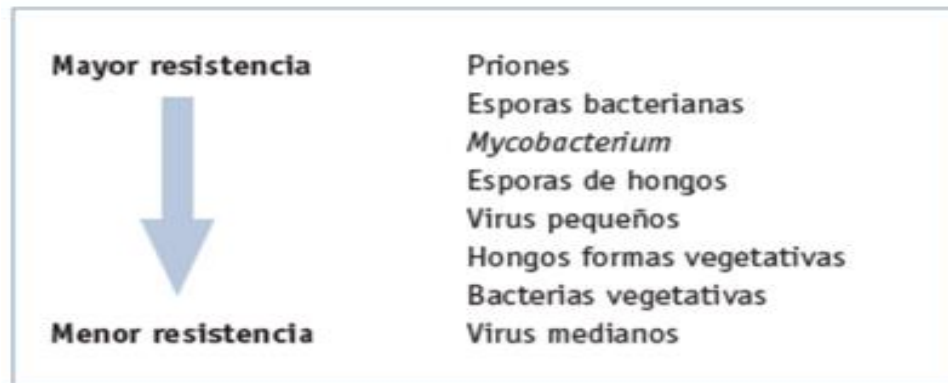 Mayor resistencia
Priones
Esporas bacterianas
Mycobacterium
Esporas de hongos
Virus pequeños
Hongos formas vegetativas
Bacterias vegetativas
Menor resistencia
Virus medianos